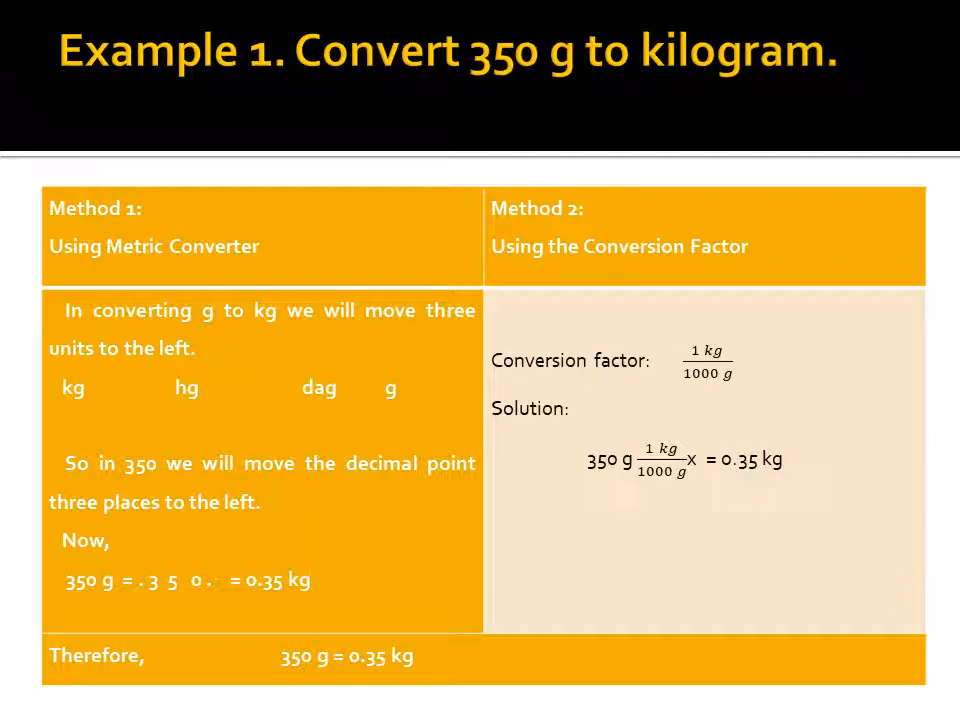 Example 1. Convert 350 g to kilogram.
Method 1:
Using Metric Converter
Method 2:
Using the Conversion Factor
In converting g to kg we will move three
units to the left.
kg hg dag g
So in 350 we will move the decimal point
three places to the left.
Now,
350 g = . 3 5 0 . = 0.35 kg
Conversion factor: 1 kg / 1000 g
Solution:
350 g 1 kg / 1000 g x = 0.35 kg
Therefore, 350 g = 0.35 kg